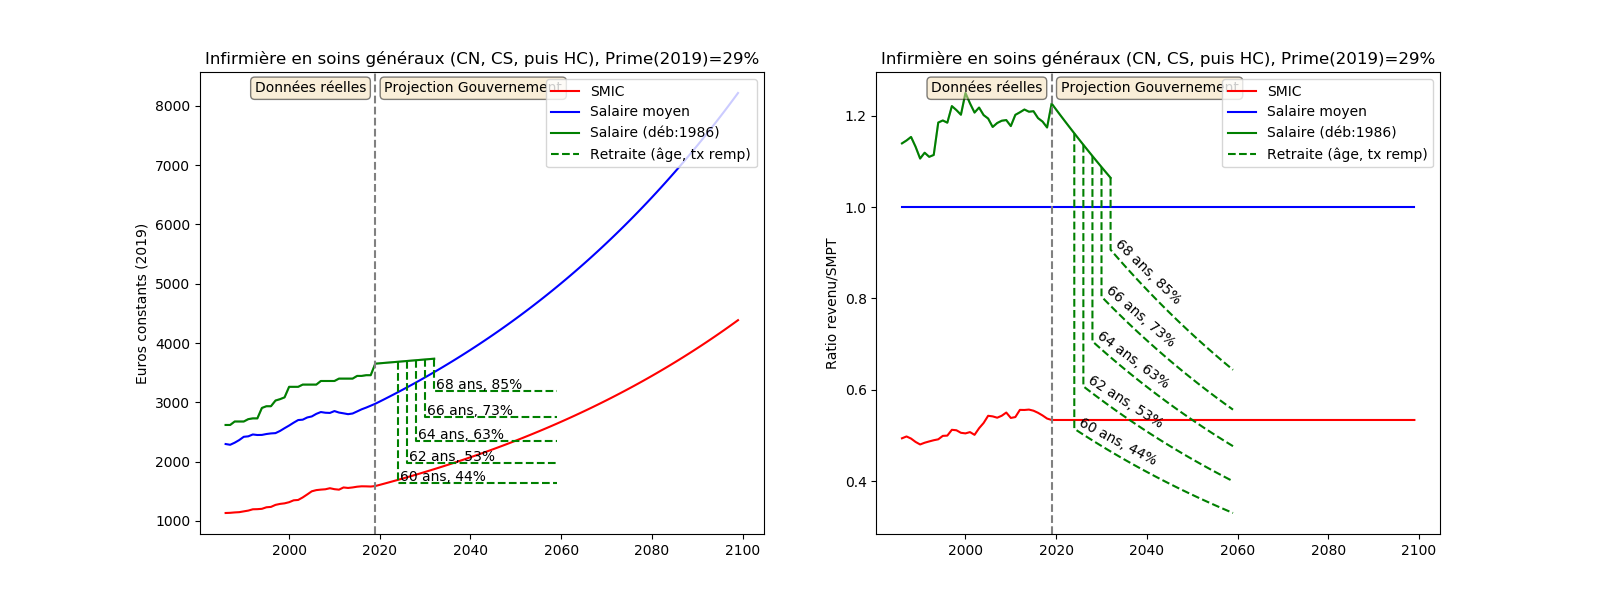 Infirmière en soins généraux (CN, CS, puis HC), Prime(2019)=29%
Données réelles
Projection Gouvernement
SMIC
Salaire moyen
Salaire (déb:1986)
Retraite (âge, tx remp)
Euros constants (2019)
8000
7000
6000
5000
4000
3000
2000
1000
68 ans, 85%
66 ans, 73%
64 ans, 63%
62 ans, 53%
60 ans, 44%
2000
2020
2040
2060
2080
2100
Infirmière en soins généraux (CN, CS, puis HC), Prime(2019)=29%
Données réelles
Projection Gouvernement
SMIC
Salaire moyen
Salaire (déb:1986)
Retraite (âge, tx remp)
Ratio revenu/SMPT
1.2
1.0
0.8
0.6
0.4
68 ans, 85%
66 ans, 73%
64 ans, 63%
62 ans, 53%
60 ans, 44%
2000
2020
2040
2060
2080
2100